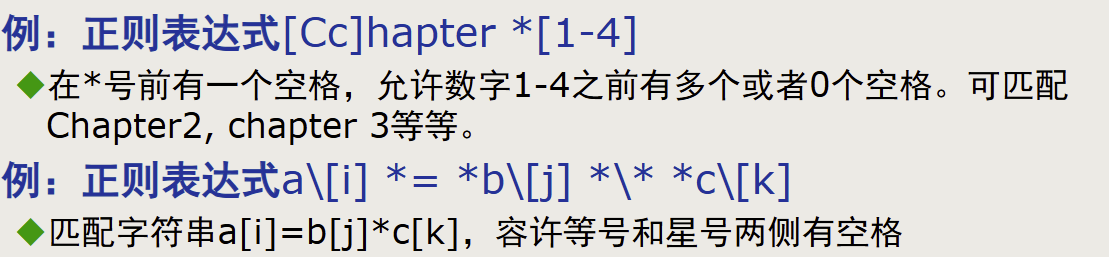 例：正则表达式[Cc]hapter *[1-4]
◆在*号前有一个空格，允许数字1-4之前有多个或者0个空格。可匹配
Chapter2, chapter 3等等。
例：正则表达式a\[i] *= *b\[j] *\* *c\[k]
◆匹配字符串a[i]=b[j]*c[k]，容许等号和星号两侧有空格